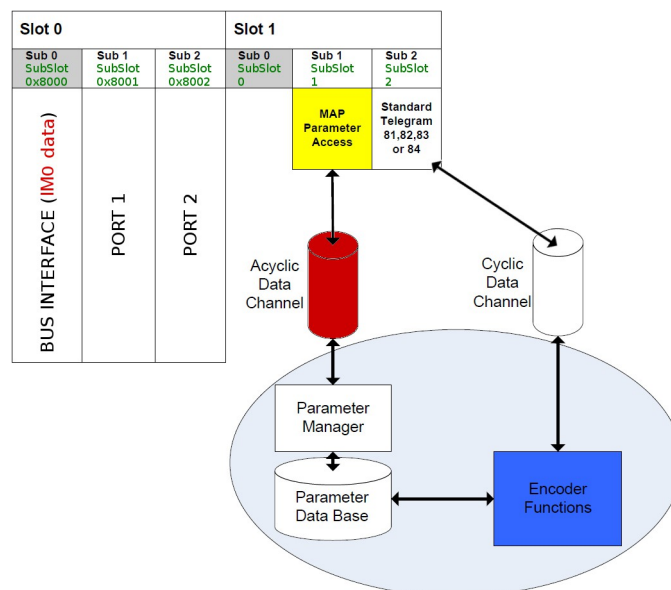 Slot 0
Slot 1
Sub 0
SubSlot
0x8000
Sub 1
SubSlot
0x8001
Sub 2
SubSlot
0x8002
Sub 0
SubSlot
0
Sub 1
SubSlot
1
Sub 2
SubSlot
2
BUS INTERFACE (IM0 data)
PORT 1
PORT 2
MAP
Parameter
Access
Standard
Telegram
81,82,83
or 84
Acyclic
Data
Channel
Cyclic
Data
Channel
Parameter
Manager
Parameter
Data Base
Encoder
Functions